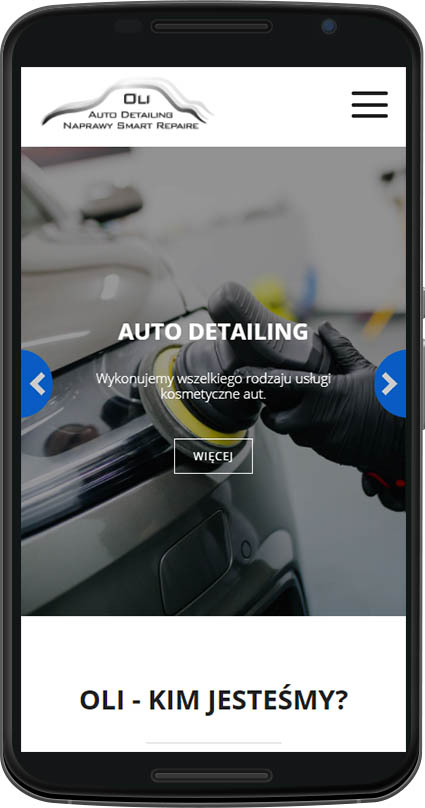 OLI
AUTO DETAILING
NAPRAWY SMART REPAIRE
AUTO DETAILING
Wykonujemy wszelkiego rodzaju usługi
kosmetyczne aut.
WIĘCEJ
OLI - KIM JESTEŚMY?